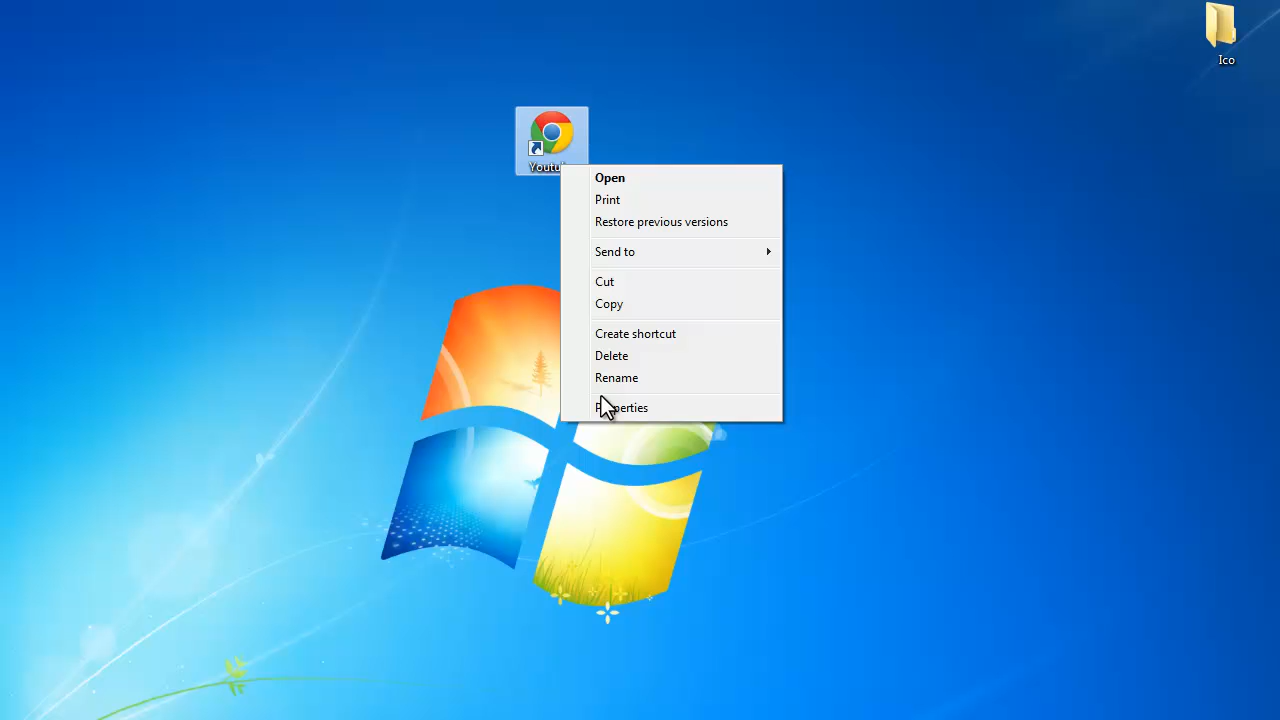 Ico
Open
Print
Restore previous versions
Send to
Cut
Copy
Create shortcut
Delete
Rename